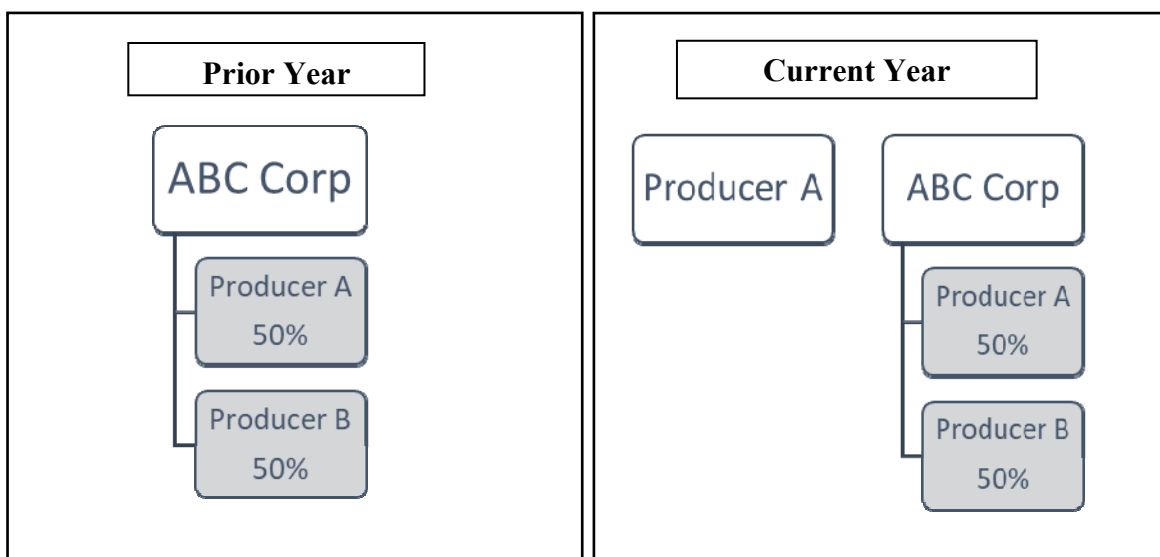 Prior Year
ABC Corp
Producer A
50%
Producer B
50%
Current Year
Producer A
ABC Corp
Producer A
50%
Producer B
50%